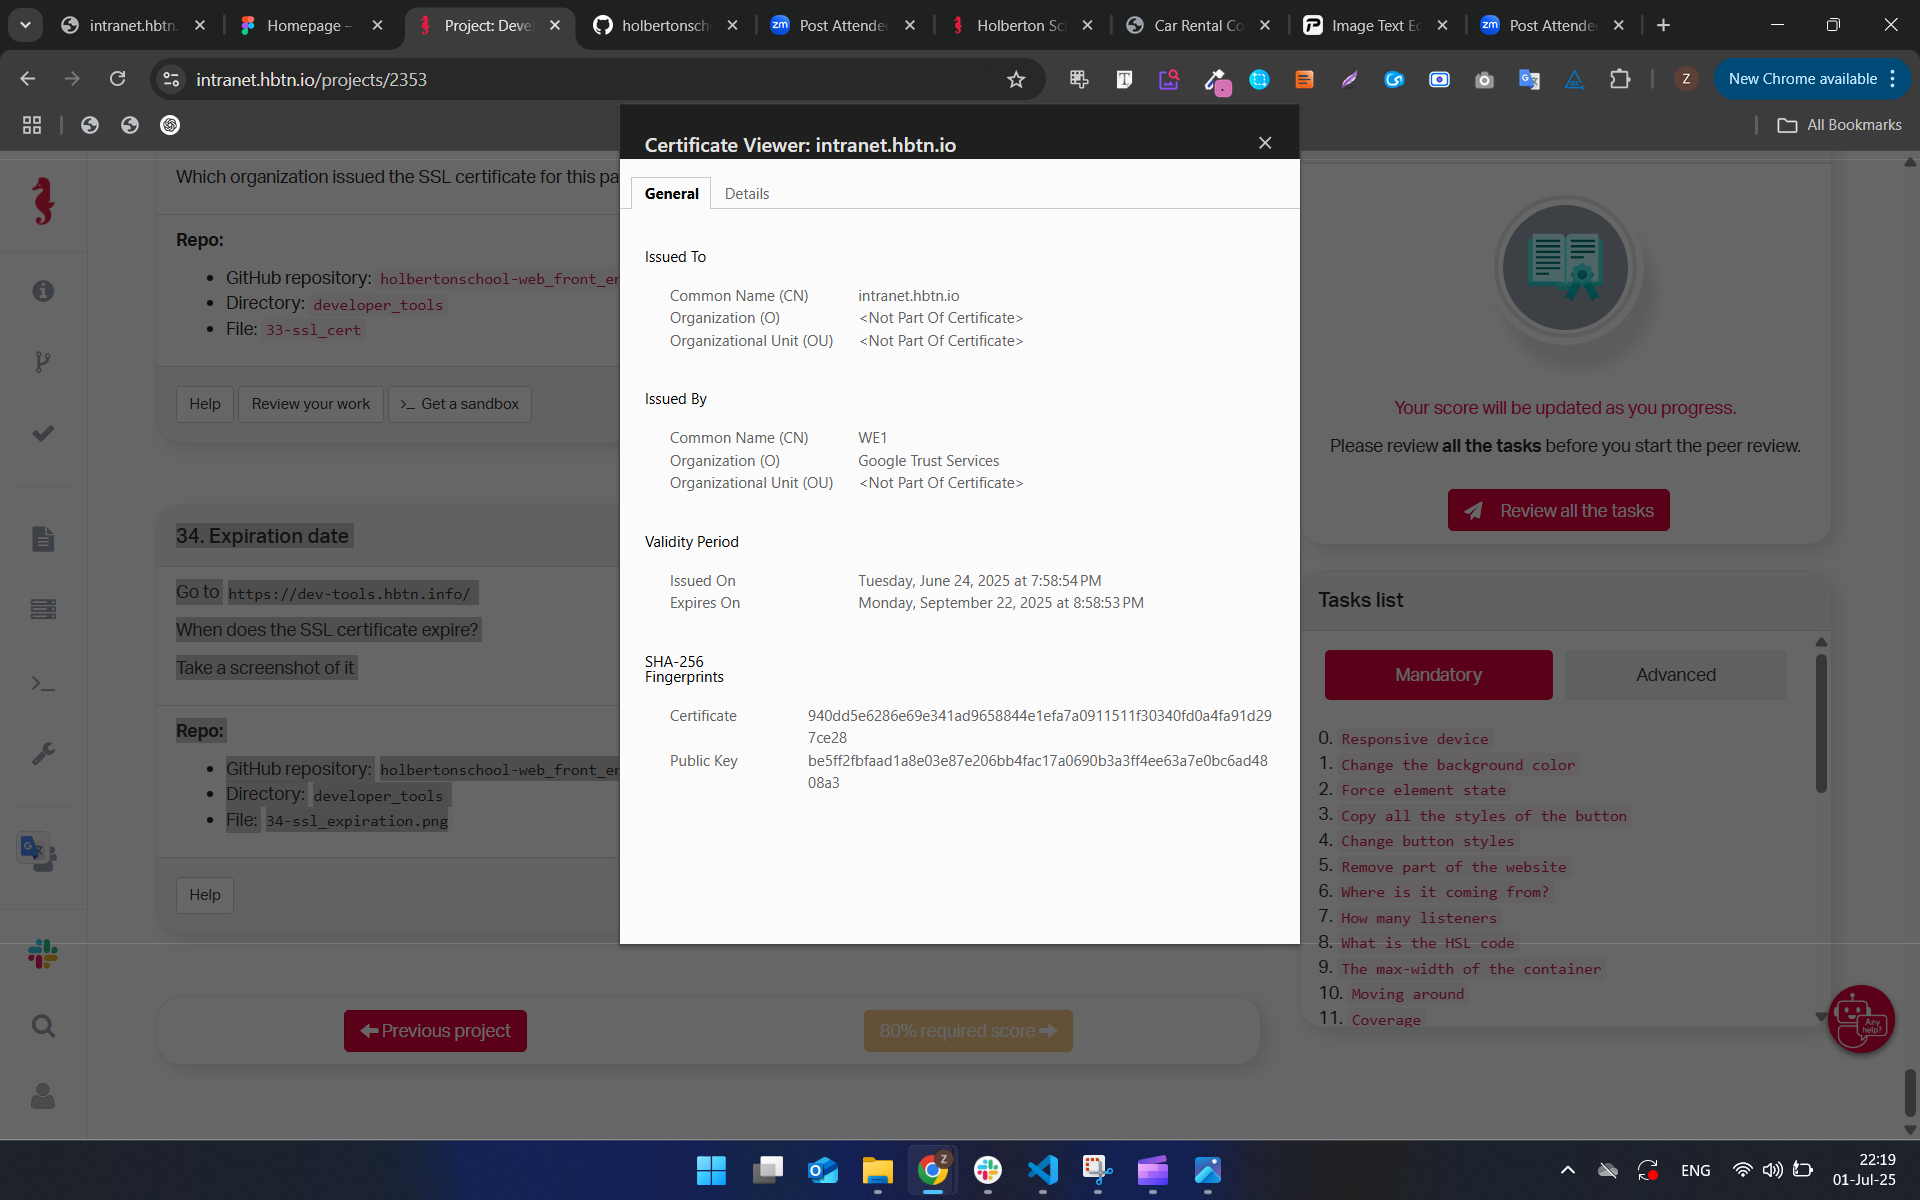 intranet.hbtn.
Homepage –
Project: Deve
holbertonsch
Post Attende
Holberton Sc
Car Rental Co
Image Text Ec
Post Attende
intranet.hbtn.io/projects/2353
Z
New Chrome available
All Bookmarks
Which organization issued the SSL certificate for this pa
Repo:
GitHub repository: holbertonschool-web_front_en
Directory: developer_tools
File: 33-ssl_cert
Help
Review your work
>_ Get a sandbox
34. Expiration date
Go to https://dev-tools.hbtn.info/
When does the SSL certificate expire?
Take a screenshot of it
Repo:
GitHub repository: holbertonschool-web_front_en
Directory: developer_tools
File: 34-ssl_expiration.png
Help
Previous project
80% required score
Certificate Viewer: intranet.hbtn.io
General
Details
Issued To
Common Name (CN) intranet.hbtn.io
Organization (O) <Not Part Of Certificate>
Organizational Unit (OU) <Not Part Of Certificate>
Issued By
Common Name (CN) WE1
Organization (O) Google Trust Services
Organizational Unit (OU) <Not Part Of Certificate>
Validity Period
Issued On Tuesday, June 24, 2025 at 7:58:54 PM
Expires On Monday, September 22, 2025 at 8:58:53 PM
SHA-256
Fingerprints
Certificate 940dd5e6286e69e341ad9658844e1efa7a0911511f30340fd0a4fa91d29
7ce28
Public Key be5ff2fbfaad1a8e03e87e206bb4fac17a0690b3a3ff4ee63a7e0bc6ad48
08a3
Your score will be updated as you progress.
Please review all the tasks before you start the peer review.
Review all the tasks
Tasks list
Mandatory
Advanced
0. Responsive device
1. Change the background color
2. Force element state
3. Copy all the styles of the button
4. Change button styles
5. Remove part of the website
6. Where is it coming from?
7. How many listeners
8. What is the HSL code
9. The max-width of the container
10. Moving around
11. Coverage
Any
help?
Z
ENG
22:19
01-Jul-25